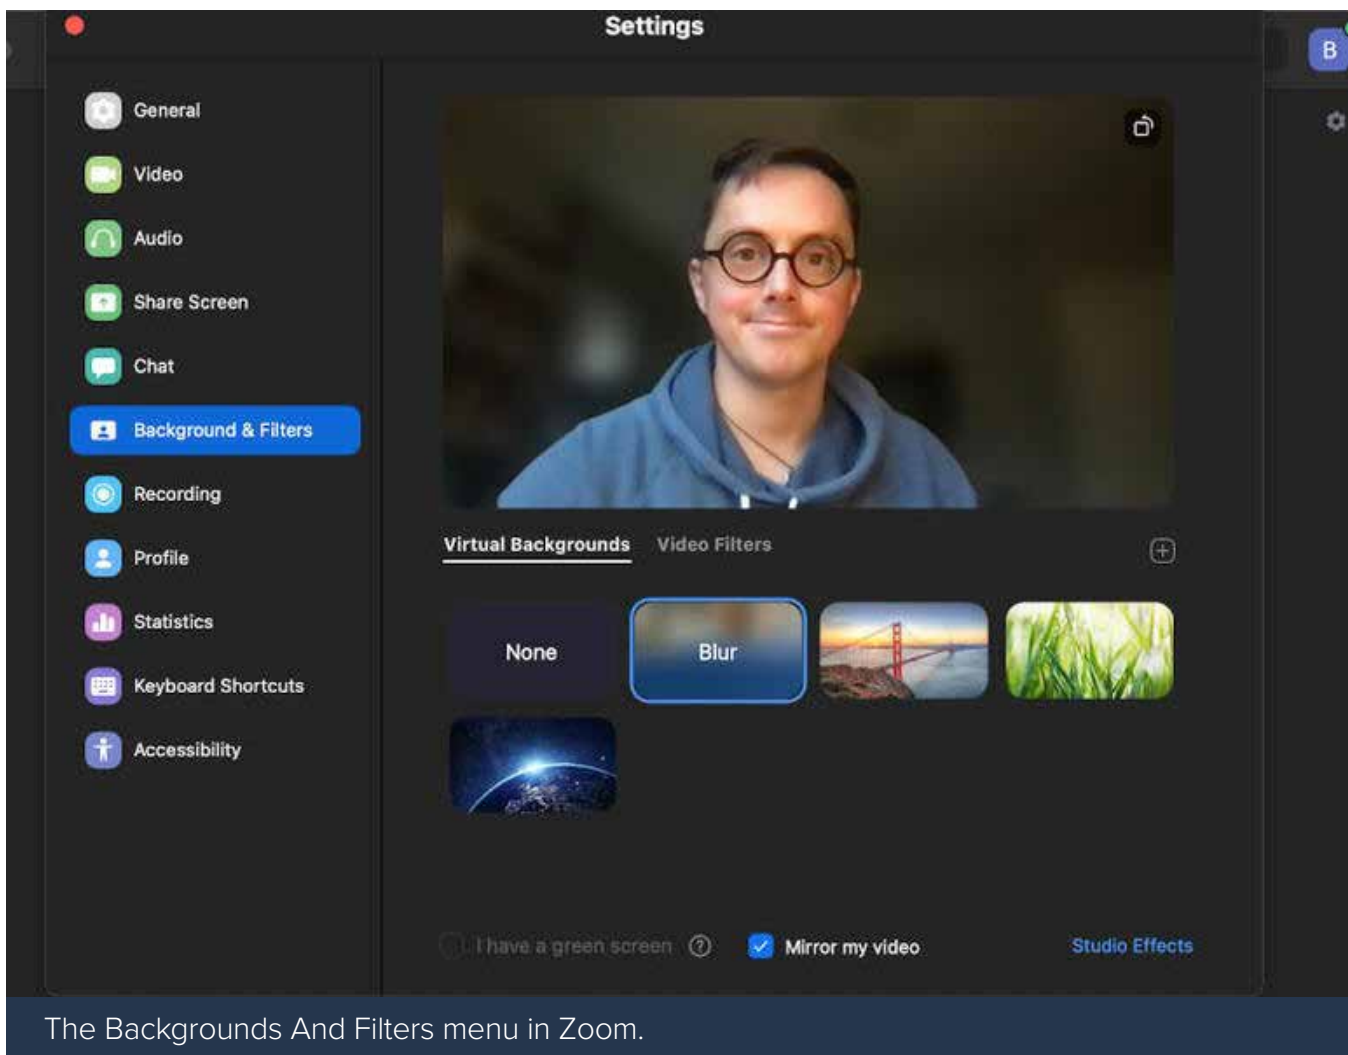 Settings
B
General
Video
Audio
Share Screen
Chat
Background & Filters
Recording
Profile
Statistics
Keyboard Shortcuts
Accessibility
Virtual Backgrounds Video Filters
None Blur
I have a green screen ? Mirror my video Studio Effects
The Backgrounds And Filters menu in Zoom.